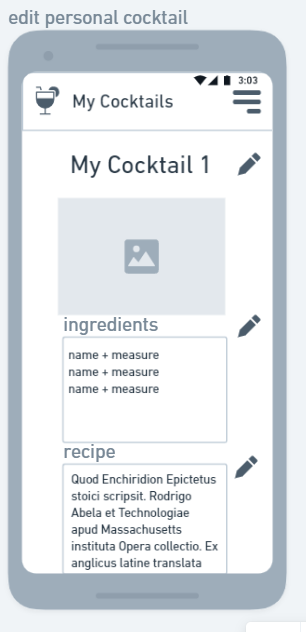 edit personal cocktail
3:03
My Cocktails
My Cocktail 1
ingredients
name + measure
name + measure
name + measure
recipe
Quod Enchiridion Epictetus
stoici scripsit. Rodrigo
Abela et Technologiae
apud Massachusetts
instituta Opera collectio. Ex
anglicus latine translata